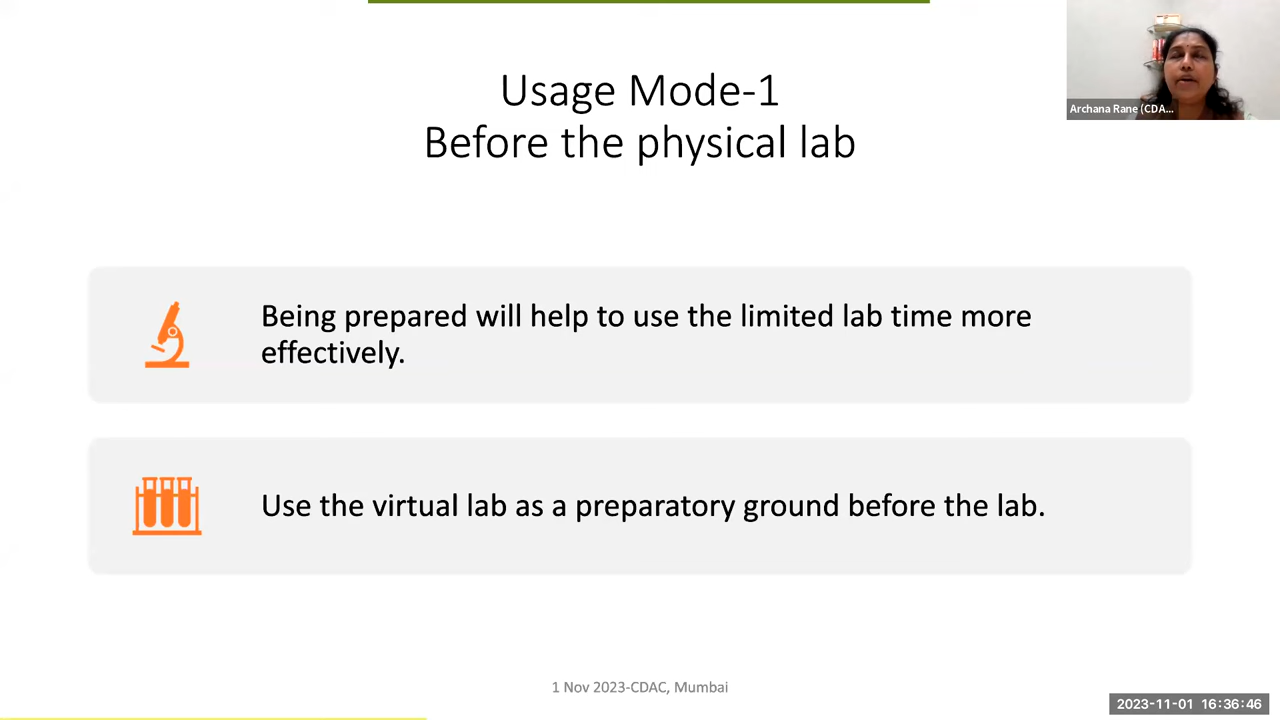 Usage Mode-1
Before the physical lab
Archana Rane (CDA...
Being prepared will help to use the limited lab time more
effectively.
Use the virtual lab as a preparatory ground before the lab.
1 Nov 2023-CDAC, Mumbai
2023-11-01 16:36:46